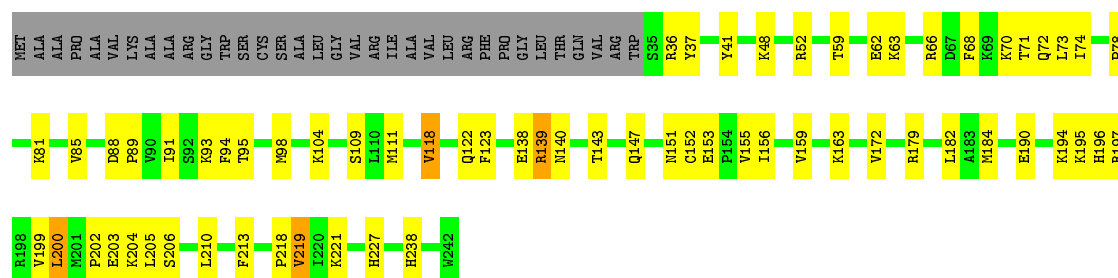 MET ALA ALA PRO ALA VAL LYS ALA ALA ARG GLY TRP SER CYS SER ALA LEU GLY VAL ARG ILE ALA VAL LEU ARG PHE PRO GLY LEU THR GLN VAL ARG TRP S35 R36 Y37 Y41 K48 R52 T59 E62 K63 R66 D67 F68 K69 K70 T71 Q72 L73 I74
K81 V85 D88 P89 V90 I91 S92 K93 F94 T95 M98 K104 S109 L110 M111 V118 Q122 F123 E138 R139 N140 T143 Q147 N151 C152 E153 P154 V155 I156 V159 K163 V172 R179 L182 A183 M184 E190 K194 K195 H196 R197
R198 V199 L200 M201 P202 E203 K204 L205 S206 L210 F213 P218 V219 I220 K221 H227 H238 W242